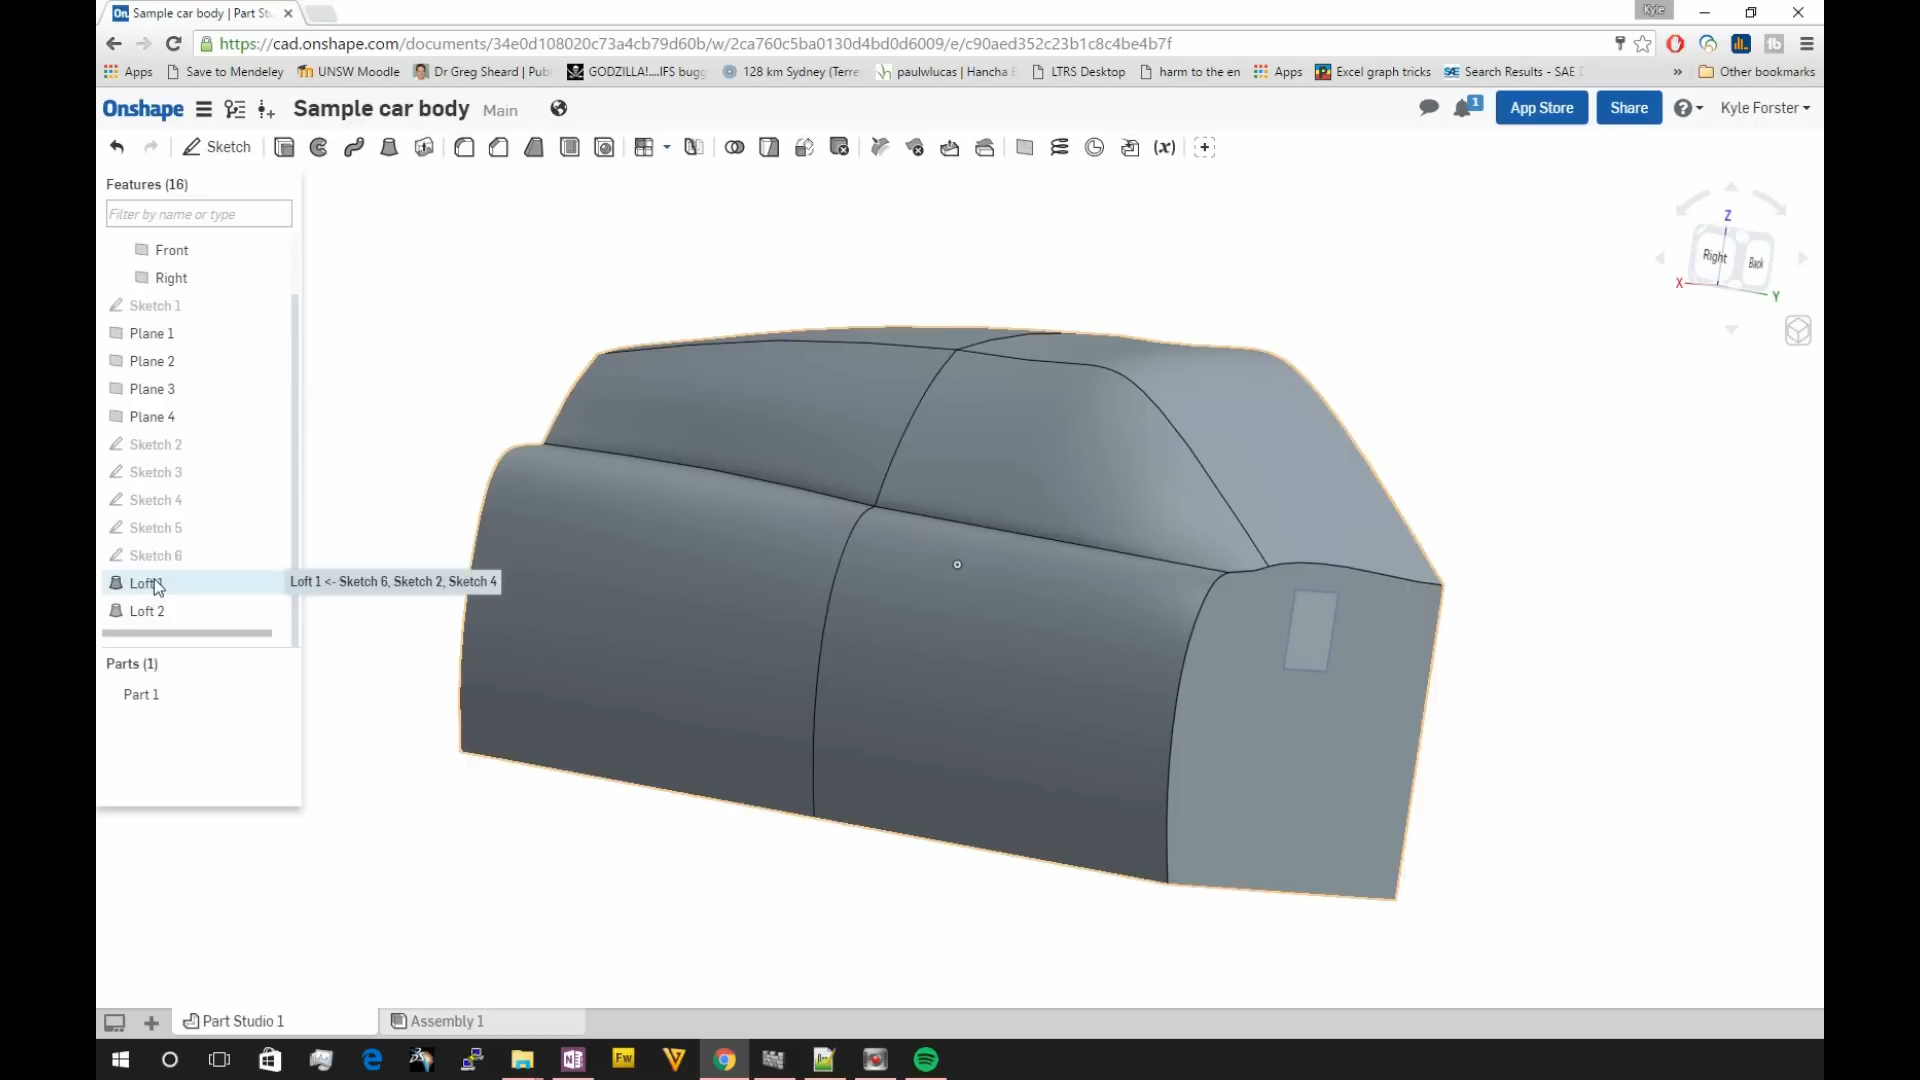 Sample car body | Part Stu
Kyle
https://cad.onshape.com/documents/34e0d108020c73a4cb79d60b/w/2ca760c5ba0130d4bd0d6009/e/c90aed352c23b1c8c4be4b7f
Apps Save to Mendeley UNSW Moodle Dr Greg Sheard | Pub GODZILLA!....IFS bugg 128 km Sydney (Terre paulwlucas | Hancha LTRS Desktop harm to the en Apps Excel graph tricks Search Results - SAE » Other bookmarks
Onshape Sample car body Main 1 App Store Share Kyle Forster
Sketch (x)
Features (16)
Filter by name or type
Front
Right
Sketch 1
Plane 1
Plane 2
Plane 3
Plane 4
Sketch 2
Sketch 3
Sketch 4
Sketch 5
Sketch 6
Loft 1 Loft 1 <- Sketch 6, Sketch 2, Sketch 4
Loft 2
Parts (1)
Part 1
Z
Right Back
X Y
Part Studio 1 Assembly 1
Fw